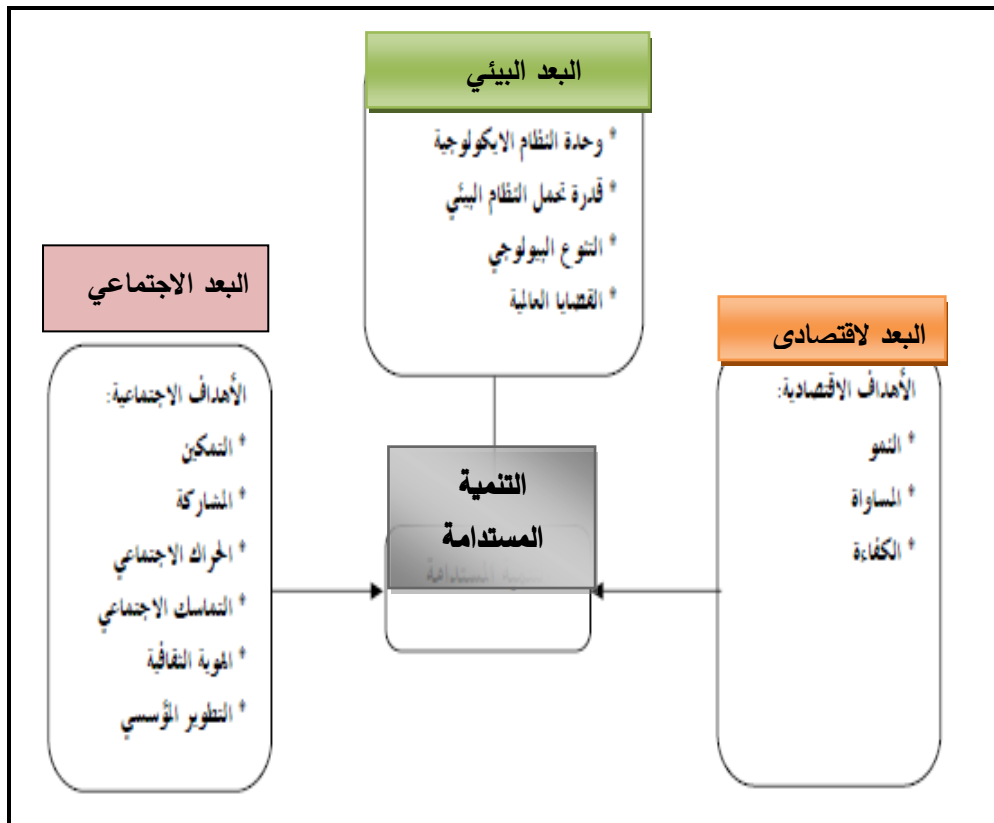 البعد البيئي
* وحدة النظام الايكولوجية
* قدرة تحمل النظام البيئي
* التنوع البيولوجي
* القضايا العالمية
البعد لاقتصادى
الأهداف الاقتصادية:
* النمو
* المساواة
* الكفاءة
البعد الاجتماعي
الأهداف الاجتماعية:
* التمكين
* المشاركة
* الحراك الاجتماعي
* التماسك الاجتماعي
* الهوية الثقافية
* التطوير المؤسسي
التنمية
المستدامة